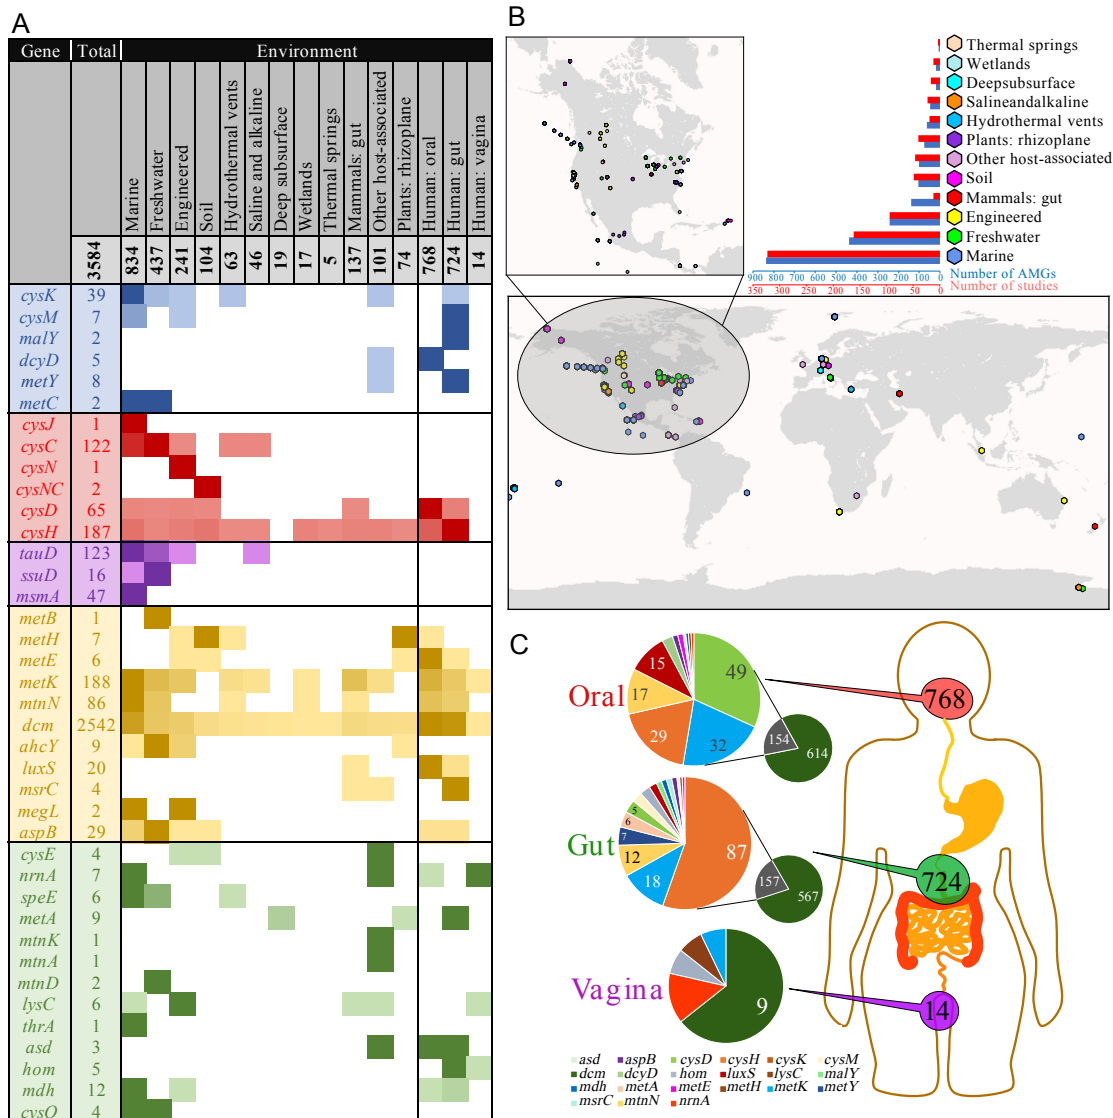 A
Gene Total Environment
Marine
Freshwater
Engineered
Soil
Hydrothermal vents
Saline and alkaline
Deep subsurface
Wetlands
Thermal springs
Mammals: gut
Other host-associated
Plants: rhizoplane
Human: oral
Human: gut
Human: vagina
3584 834 437 241 104 63 46 19 17 5 137 101 74 768 724 14
cysK 39
cysM 7
malY 2
dcyD 5
metY 8
metC 2
cysJ 1
cysC 122
cysN 1
cysNC 2
cysD 65
cysH 187
tauD 123
ssuD 16
msmA 47
metB 1
metH 7
metE 6
metK 188
mtnN 86
dcm 2542
ahcY 9
luxS 20
msrC 4
megL 2
aspB 29
cysE 4
nrnA 7
speE 6
metA 9
mtnK 1
mtnA 1
mtnD 2
lysC 6
thrA 1
asd 3
hom 5
mdh 12
cysO 4
B
Thermal springs
Wetlands
Deepsubsurface
Salineandalkaline
Hydrothermal vents
Plants: rhizoplane
Other host-associated
Soil
Mammals: gut
Engineered
Freshwater
Marine
900 800 700 600 500 400 300 200 100 0
Number of AMGs
350 300 250 200 150 100 50 0
Number of studies
C
Oral
49
32
29
17
15
154
614
768
Gut
87
18
12
7
6
5
157
567
724
Vagina
9
14
asd aspB cysD cysH cysK cysM
dcm dcyD hom luxS lysC malY
mdh metA metE metH metK metY
msrC mtnN nrnA